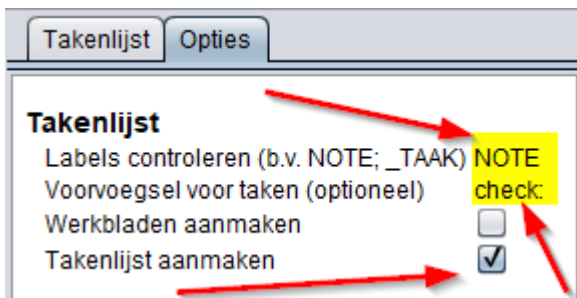 Takenlijst Opties
Takenlijst
Labels controleren (b.v. NOTE; _TAAK) NOTE
Voorvoegsel voor taken (optioneel) check:
Werkbladen aanmaken
Takenlijst aanmaken